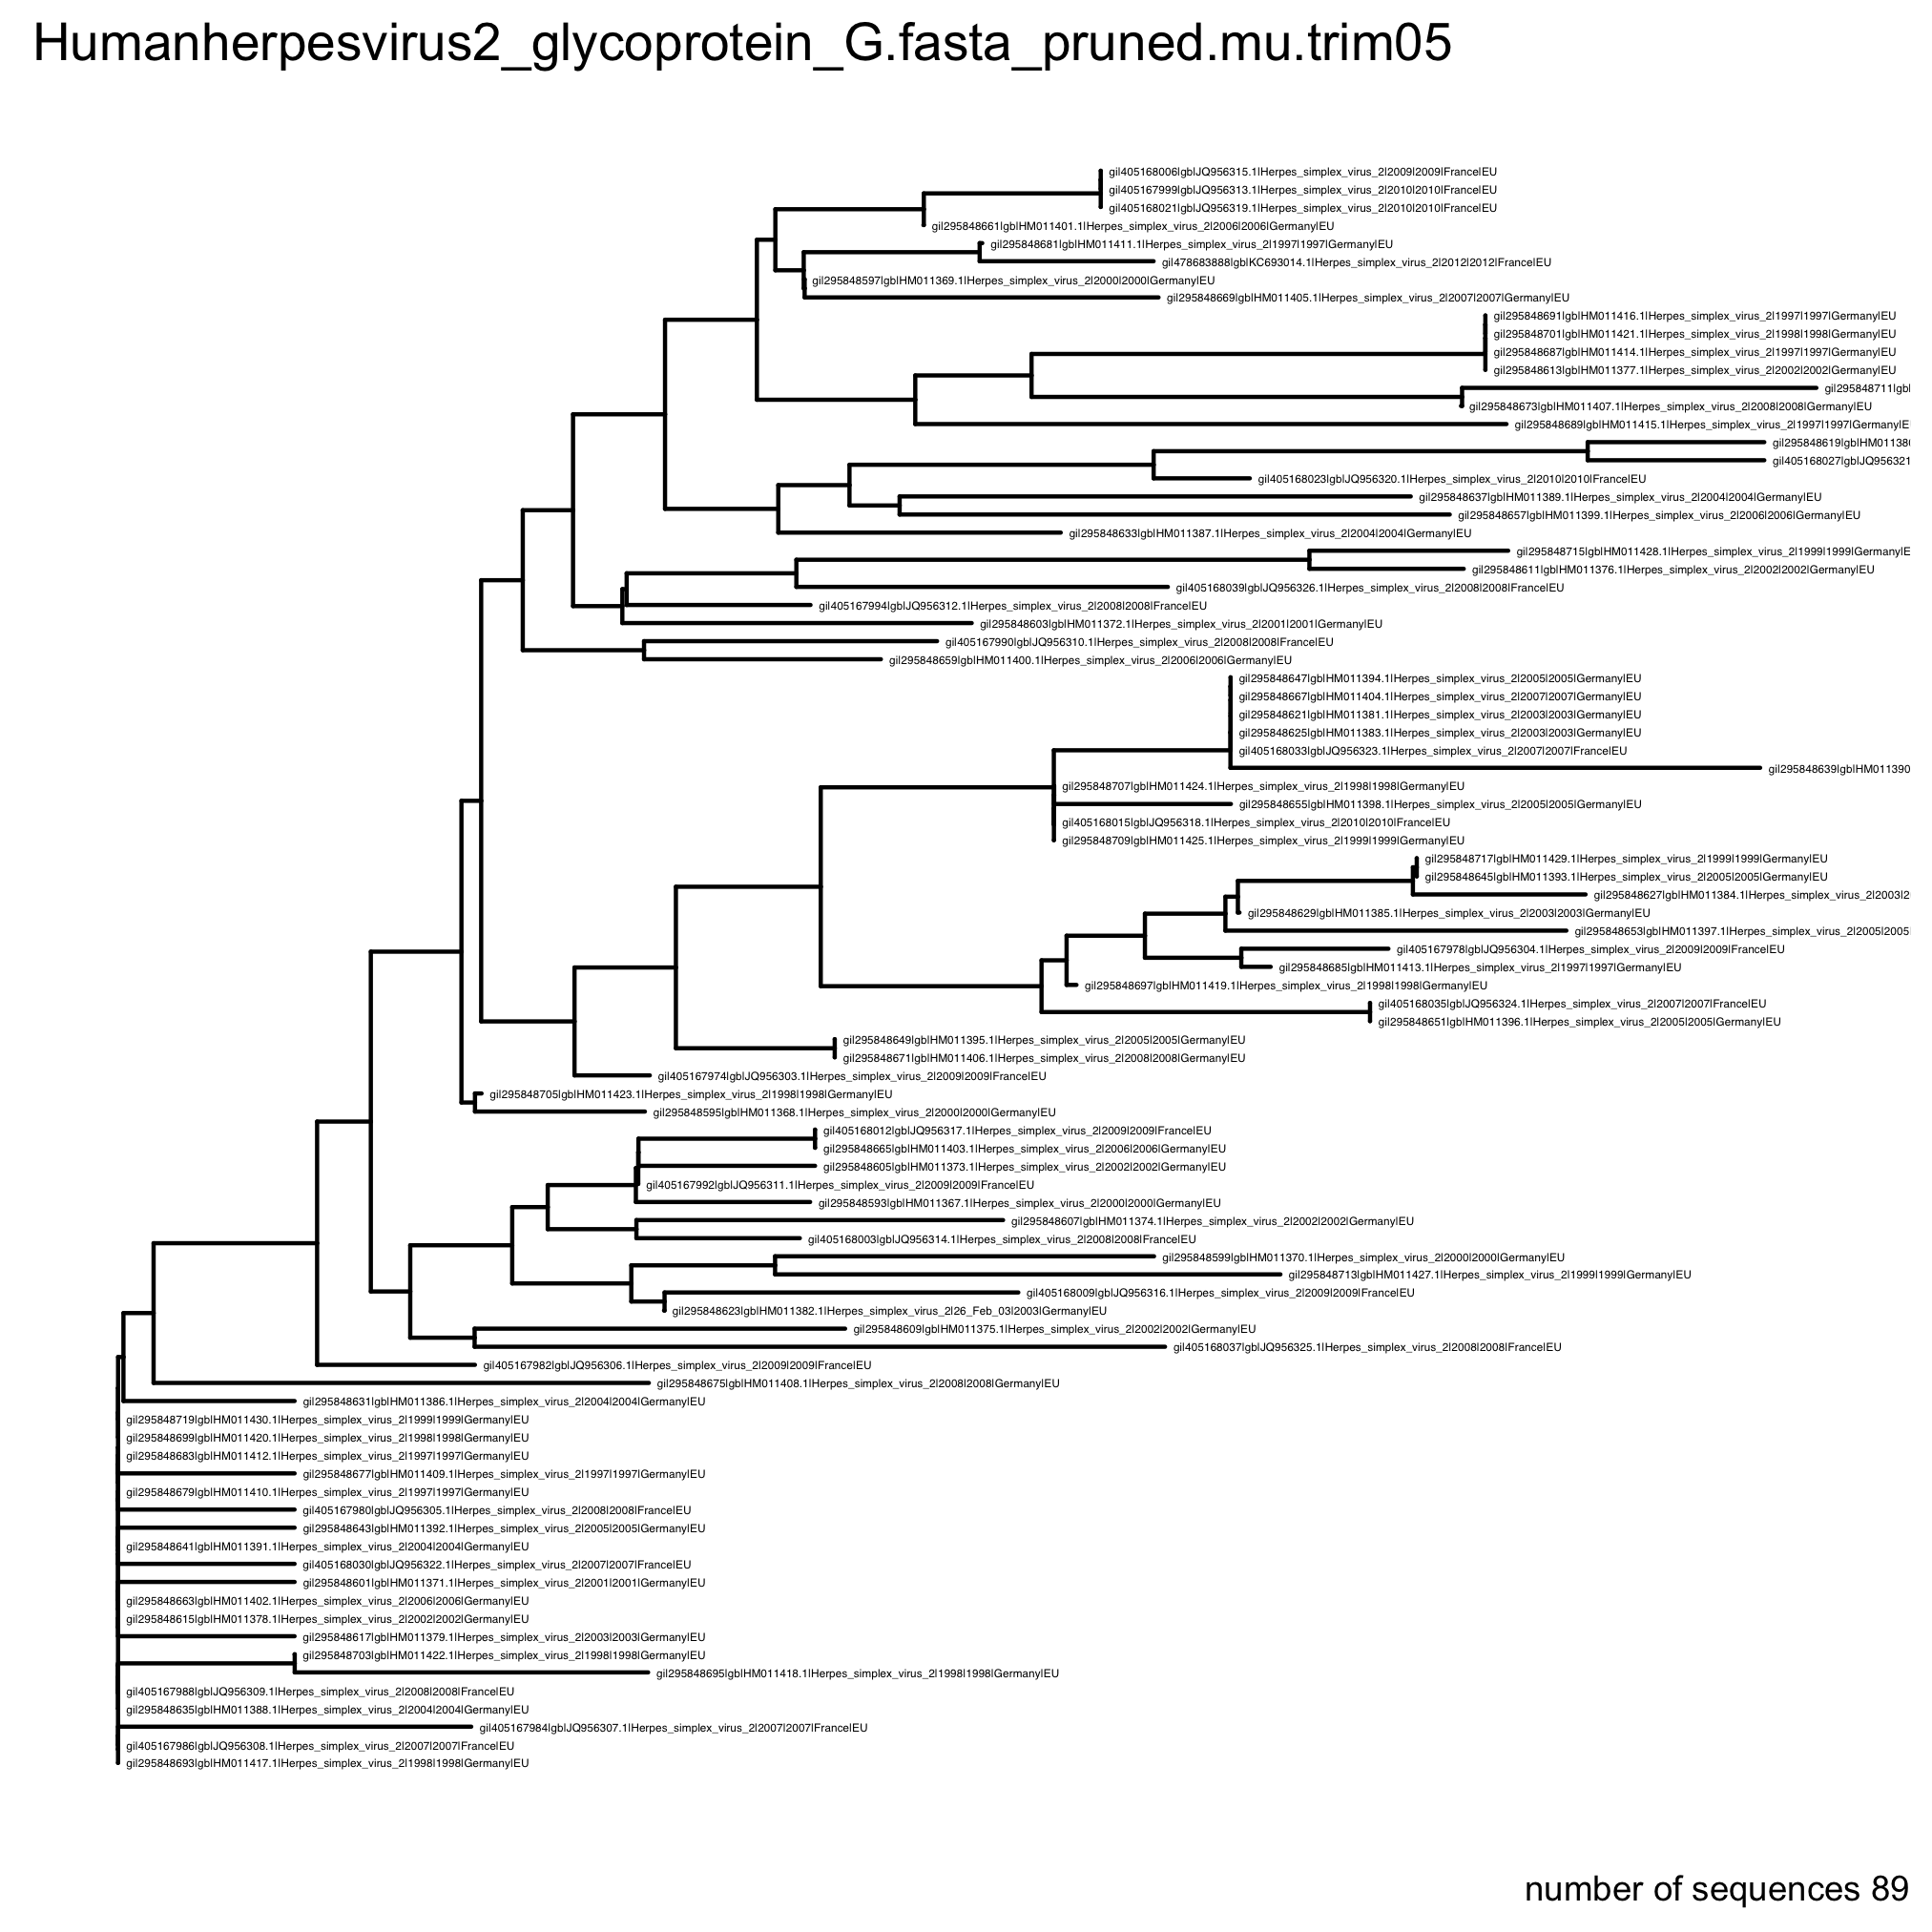 Humanherpesvirus2_glycoprotein_G.fasta_pruned.mu.trim05
gi|405168006|gb|JQ956315.1|Herpes_simplex_virus_2|2009|2009|France|EU
gi|405167999|gb|JQ956313.1|Herpes_simplex_virus_2|2010|2010|France|EU
gi|405168021|gb|JQ956319.1|Herpes_simplex_virus_2|2010|2010|France|EU
gi|295848661|gb|HM011401.1|Herpes_simplex_virus_2|2006|2006|Germany|EU
gi|295848681|gb|HM011411.1|Herpes_simplex_virus_2|1997|1997|Germany|EU
gi|478683888|gb|KC693014.1|Herpes_simplex_virus_2|2012|2012|France|EU
gi|295848597|gb|HM011369.1|Herpes_simplex_virus_2|2000|2000|Germany|EU
gi|295848669|gb|HM011405.1|Herpes_simplex_virus_2|2007|2007|Germany|EU
gi|295848691|gb|HM011416.1|Herpes_simplex_virus_2|1997|1997|Germany|EU
gi|295848701|gb|HM011421.1|Herpes_simplex_virus_2|1998|1998|Germany|EU
gi|295848687|gb|HM011414.1|Herpes_simplex_virus_2|1997|1997|Germany|EU
gi|295848613|gb|HM011377.1|Herpes_simplex_virus_2|2002|2002|Germany|EU
gi|295848711|gb|
gi|295848673|gb|HM011407.1|Herpes_simplex_virus_2|2008|2008|Germany|EU
gi|295848689|gb|HM011415.1|Herpes_simplex_virus_2|1997|1997|Germany|E
gi|295848619|gb|HM01138
gi|405168027|gb|JQ956321
gi|405168023|gb|JQ956320.1|Herpes_simplex_virus_2|2010|2010|France|EU
gi|295848637|gb|HM011389.1|Herpes_simplex_virus_2|2004|2004|Germany|EU
gi|295848657|gb|HM011399.1|Herpes_simplex_virus_2|2006|2006|Germany|EU
gi|295848633|gb|HM011387.1|Herpes_simplex_virus_2|2004|2004|Germany|EU
gi|295848715|gb|HM011428.1|Herpes_simplex_virus_2|1999|1999|Germany|E
gi|295848611|gb|HM011376.1|Herpes_simplex_virus_2|2002|2002|Germany|EU
gi|405168039|gb|JQ956326.1|Herpes_simplex_virus_2|2008|2008|France|EU
gi|405167994|gb|JQ956312.1|Herpes_simplex_virus_2|2008|2008|France|EU
gi|295848603|gb|HM011372.1|Herpes_simplex_virus_2|2001|2001|Germany|EU
gi|405167990|gb|JQ956310.1|Herpes_simplex_virus_2|2008|2008|France|EU
gi|295848659|gb|HM011400.1|Herpes_simplex_virus_2|2006|2006|Germany|EU
gi|295848647|gb|HM011394.1|Herpes_simplex_virus_2|2005|2005|Germany|EU
gi|295848667|gb|HM011404.1|Herpes_simplex_virus_2|2007|2007|Germany|EU
gi|295848621|gb|HM011381.1|Herpes_simplex_virus_2|2003|2003|Germany|EU
gi|295848625|gb|HM011383.1|Herpes_simplex_virus_2|2003|2003|Germany|EU
gi|405168033|gb|JQ956323.1|Herpes_simplex_virus_2|2007|2007|France|EU
gi|295848639|gb|HM011390
gi|295848707|gb|HM011424.1|Herpes_simplex_virus_2|1998|1998|Germany|EU
gi|295848655|gb|HM011398.1|Herpes_simplex_virus_2|2005|2005|Germany|EU
gi|405168015|gb|JQ956318.1|Herpes_simplex_virus_2|2010|2010|France|EU
gi|295848709|gb|HM011425.1|Herpes_simplex_virus_2|1999|1999|Germany|EU
gi|295848717|gb|HM011429.1|Herpes_simplex_virus_2|1999|1999|Germany|EU
gi|295848645|gb|HM011393.1|Herpes_simplex_virus_2|2005|2005|Germany|EU
gi|295848627|gb|HM011384.1|Herpes_simplex_virus_2|2003|2
gi|295848629|gb|HM011385.1|Herpes_simplex_virus_2|2003|2003|Germany|EU
gi|295848653|gb|HM011397.1|Herpes_simplex_virus_2|2005|2005|
gi|405167978|gb|JQ956304.1|Herpes_simplex_virus_2|2009|2009|France|EU
gi|295848685|gb|HM011413.1|Herpes_simplex_virus_2|1997|1997|Germany|EU
gi|295848697|gb|HM011419.1|Herpes_simplex_virus_2|1998|1998|Germany|EU
gi|405168035|gb|JQ956324.1|Herpes_simplex_virus_2|2007|2007|France|EU
gi|295848651|gb|HM011396.1|Herpes_simplex_virus_2|2005|2005|Germany|EU
gi|295848649|gb|HM011395.1|Herpes_simplex_virus_2|2005|2005|Germany|EU
gi|295848671|gb|HM011406.1|Herpes_simplex_virus_2|2008|2008|Germany|EU
gi|405167974|gb|JQ956303.1|Herpes_simplex_virus_2|2009|2009|France|EU
gi|295848705|gb|HM011423.1|Herpes_simplex_virus_2|1998|1998|Germany|EU
gi|295848595|gb|HM011368.1|Herpes_simplex_virus_2|2000|2000|Germany|EU
gi|405168012|gb|JQ956317.1|Herpes_simplex_virus_2|2009|2009|France|EU
gi|295848665|gb|HM011403.1|Herpes_simplex_virus_2|2006|2006|Germany|EU
gi|295848605|gb|HM011373.1|Herpes_simplex_virus_2|2002|2002|Germany|EU
gi|405167992|gb|JQ956311.1|Herpes_simplex_virus_2|2009|2009|France|EU
gi|295848593|gb|HM011367.1|Herpes_simplex_virus_2|2000|2000|Germany|EU
gi|295848607|gb|HM011374.1|Herpes_simplex_virus_2|2002|2002|Germany|EU
gi|405168003|gb|JQ956314.1|Herpes_simplex_virus_2|2008|2008|France|EU
gi|295848599|gb|HM011370.1|Herpes_simplex_virus_2|2000|2000|Germany|EU
gi|295848713|gb|HM011427.1|Herpes_simplex_virus_2|1999|1999|Germany|EU
gi|405168009|gb|JQ956316.1|Herpes_simplex_virus_2|2009|2009|France|EU
gi|295848623|gb|HM011382.1|Herpes_simplex_virus_2|26_Feb_03|2003|Germany|EU
gi|295848609|gb|HM011375.1|Herpes_simplex_virus_2|2002|2002|Germany|EU
gi|405168037|gb|JQ956325.1|Herpes_simplex_virus_2|2008|2008|France|EU
gi|405167982|gb|JQ956306.1|Herpes_simplex_virus_2|2009|2009|France|EU
gi|295848675|gb|HM011408.1|Herpes_simplex_virus_2|2008|2008|Germany|EU
gi|295848631|gb|HM011386.1|Herpes_simplex_virus_2|2004|2004|Germany|EU
gi|295848719|gb|HM011430.1|Herpes_simplex_virus_2|1999|1999|Germany|EU
gi|295848699|gb|HM011420.1|Herpes_simplex_virus_2|1998|1998|Germany|EU
gi|295848683|gb|HM011412.1|Herpes_simplex_virus_2|1997|1997|Germany|EU
gi|295848677|gb|HM011409.1|Herpes_simplex_virus_2|1997|1997|Germany|EU
gi|295848679|gb|HM011410.1|Herpes_simplex_virus_2|1997|1997|Germany|EU
gi|405167980|gb|JQ956305.1|Herpes_simplex_virus_2|2008|2008|France|EU
gi|295848643|gb|HM011392.1|Herpes_simplex_virus_2|2005|2005|Germany|EU
gi|295848641|gb|HM011391.1|Herpes_simplex_virus_2|2004|2004|Germany|EU
gi|405168030|gb|JQ956322.1|Herpes_simplex_virus_2|2007|2007|France|EU
gi|295848601|gb|HM011371.1|Herpes_simplex_virus_2|2001|2001|Germany|EU
gi|295848663|gb|HM011402.1|Herpes_simplex_virus_2|2006|2006|Germany|EU
gi|295848615|gb|HM011378.1|Herpes_simplex_virus_2|2002|2002|Germany|EU
gi|295848617|gb|HM011379.1|Herpes_simplex_virus_2|2003|2003|Germany|EU
gi|295848703|gb|HM011422.1|Herpes_simplex_virus_2|1998|1998|Germany|EU
gi|295848695|gb|HM011418.1|Herpes_simplex_virus_2|1998|1998|Germany|EU
gi|405167988|gb|JQ956309.1|Herpes_simplex_virus_2|2008|2008|France|EU
gi|295848635|gb|HM011388.1|Herpes_simplex_virus_2|2004|2004|Germany|EU
gi|405167984|gb|JQ956307.1|Herpes_simplex_virus_2|2007|2007|France|EU
gi|405167986|gb|JQ956308.1|Herpes_simplex_virus_2|2007|2007|France|EU
gi|295848693|gb|HM011417.1|Herpes_simplex_virus_2|1998|1998|Germany|EU
number of sequences 89